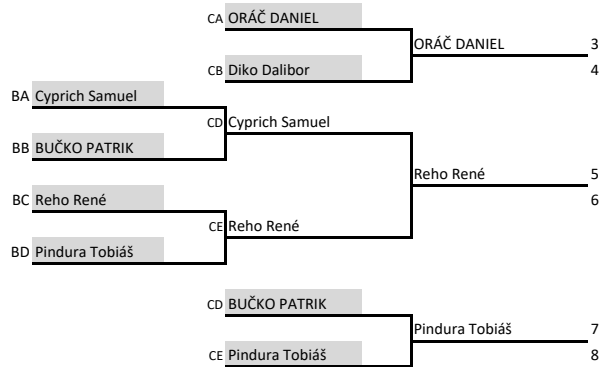 CA ORÁČ DANIEL
ORÁČ DANIEL 3
CB Diko Dalibor 4
BA Cyprich Samuel
CD Cyprich Samuel
BB BUČKO PATRIK
Reho René 5
BC Reho René 6
CE Reho René
BD Pindura Tobiáš
CD BUČKO PATRIK
Pindura Tobiáš 7
CE Pindura Tobiáš 8